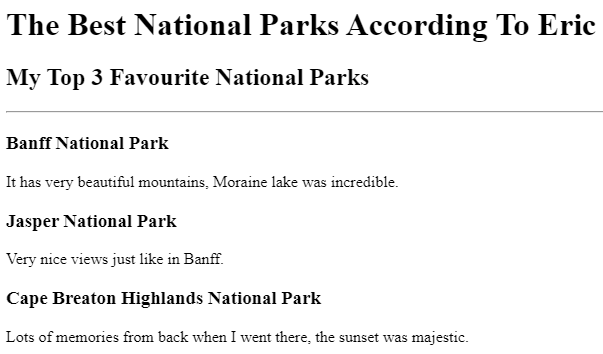 The Best National Parks According To Eric
My Top 3 Favourite National Parks
Banff National Park
It has very beautiful mountains, Moraine lake was incredible.
Jasper National Park
Very nice views just like in Banff.
Cape Breaton Highlands National Park
Lots of memories from back when I went there, the sunset was majestic.